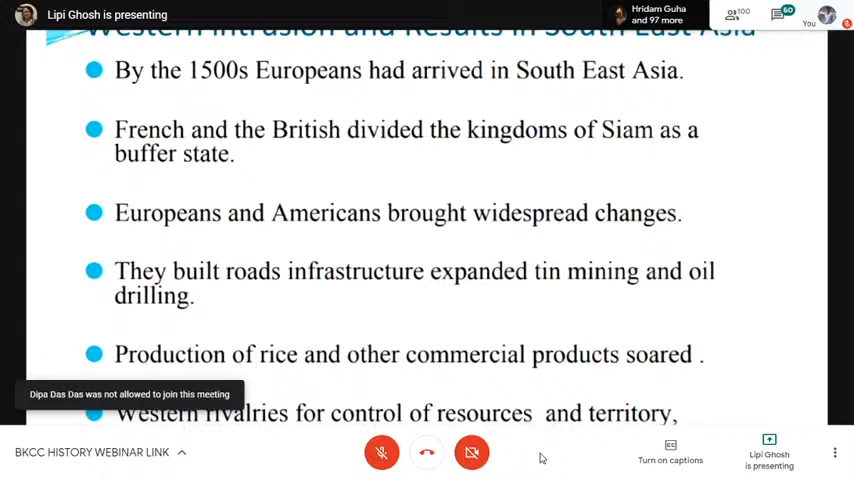 Lipi Ghosh is presenting
Hridam Guha
and 97 more
100
60
You
Western Intrusion and Results in South East Asia
By the 1500s Europeans had arrived in South East Asia.
French and the British divided the kingdoms of Siam as a
buffer state.
Europeans and Americans brought widespread changes.
They built roads infrastructure expanded tin mining and oil
drilling.
Production of rice and other commercial products soared .
Dipa Das Das was not allowed to join this meeting
Western rivalries for control of resources and territory,
BKCC HISTORY WEBINAR LINK
Turn on captions
Lipi Ghosh
is presenting